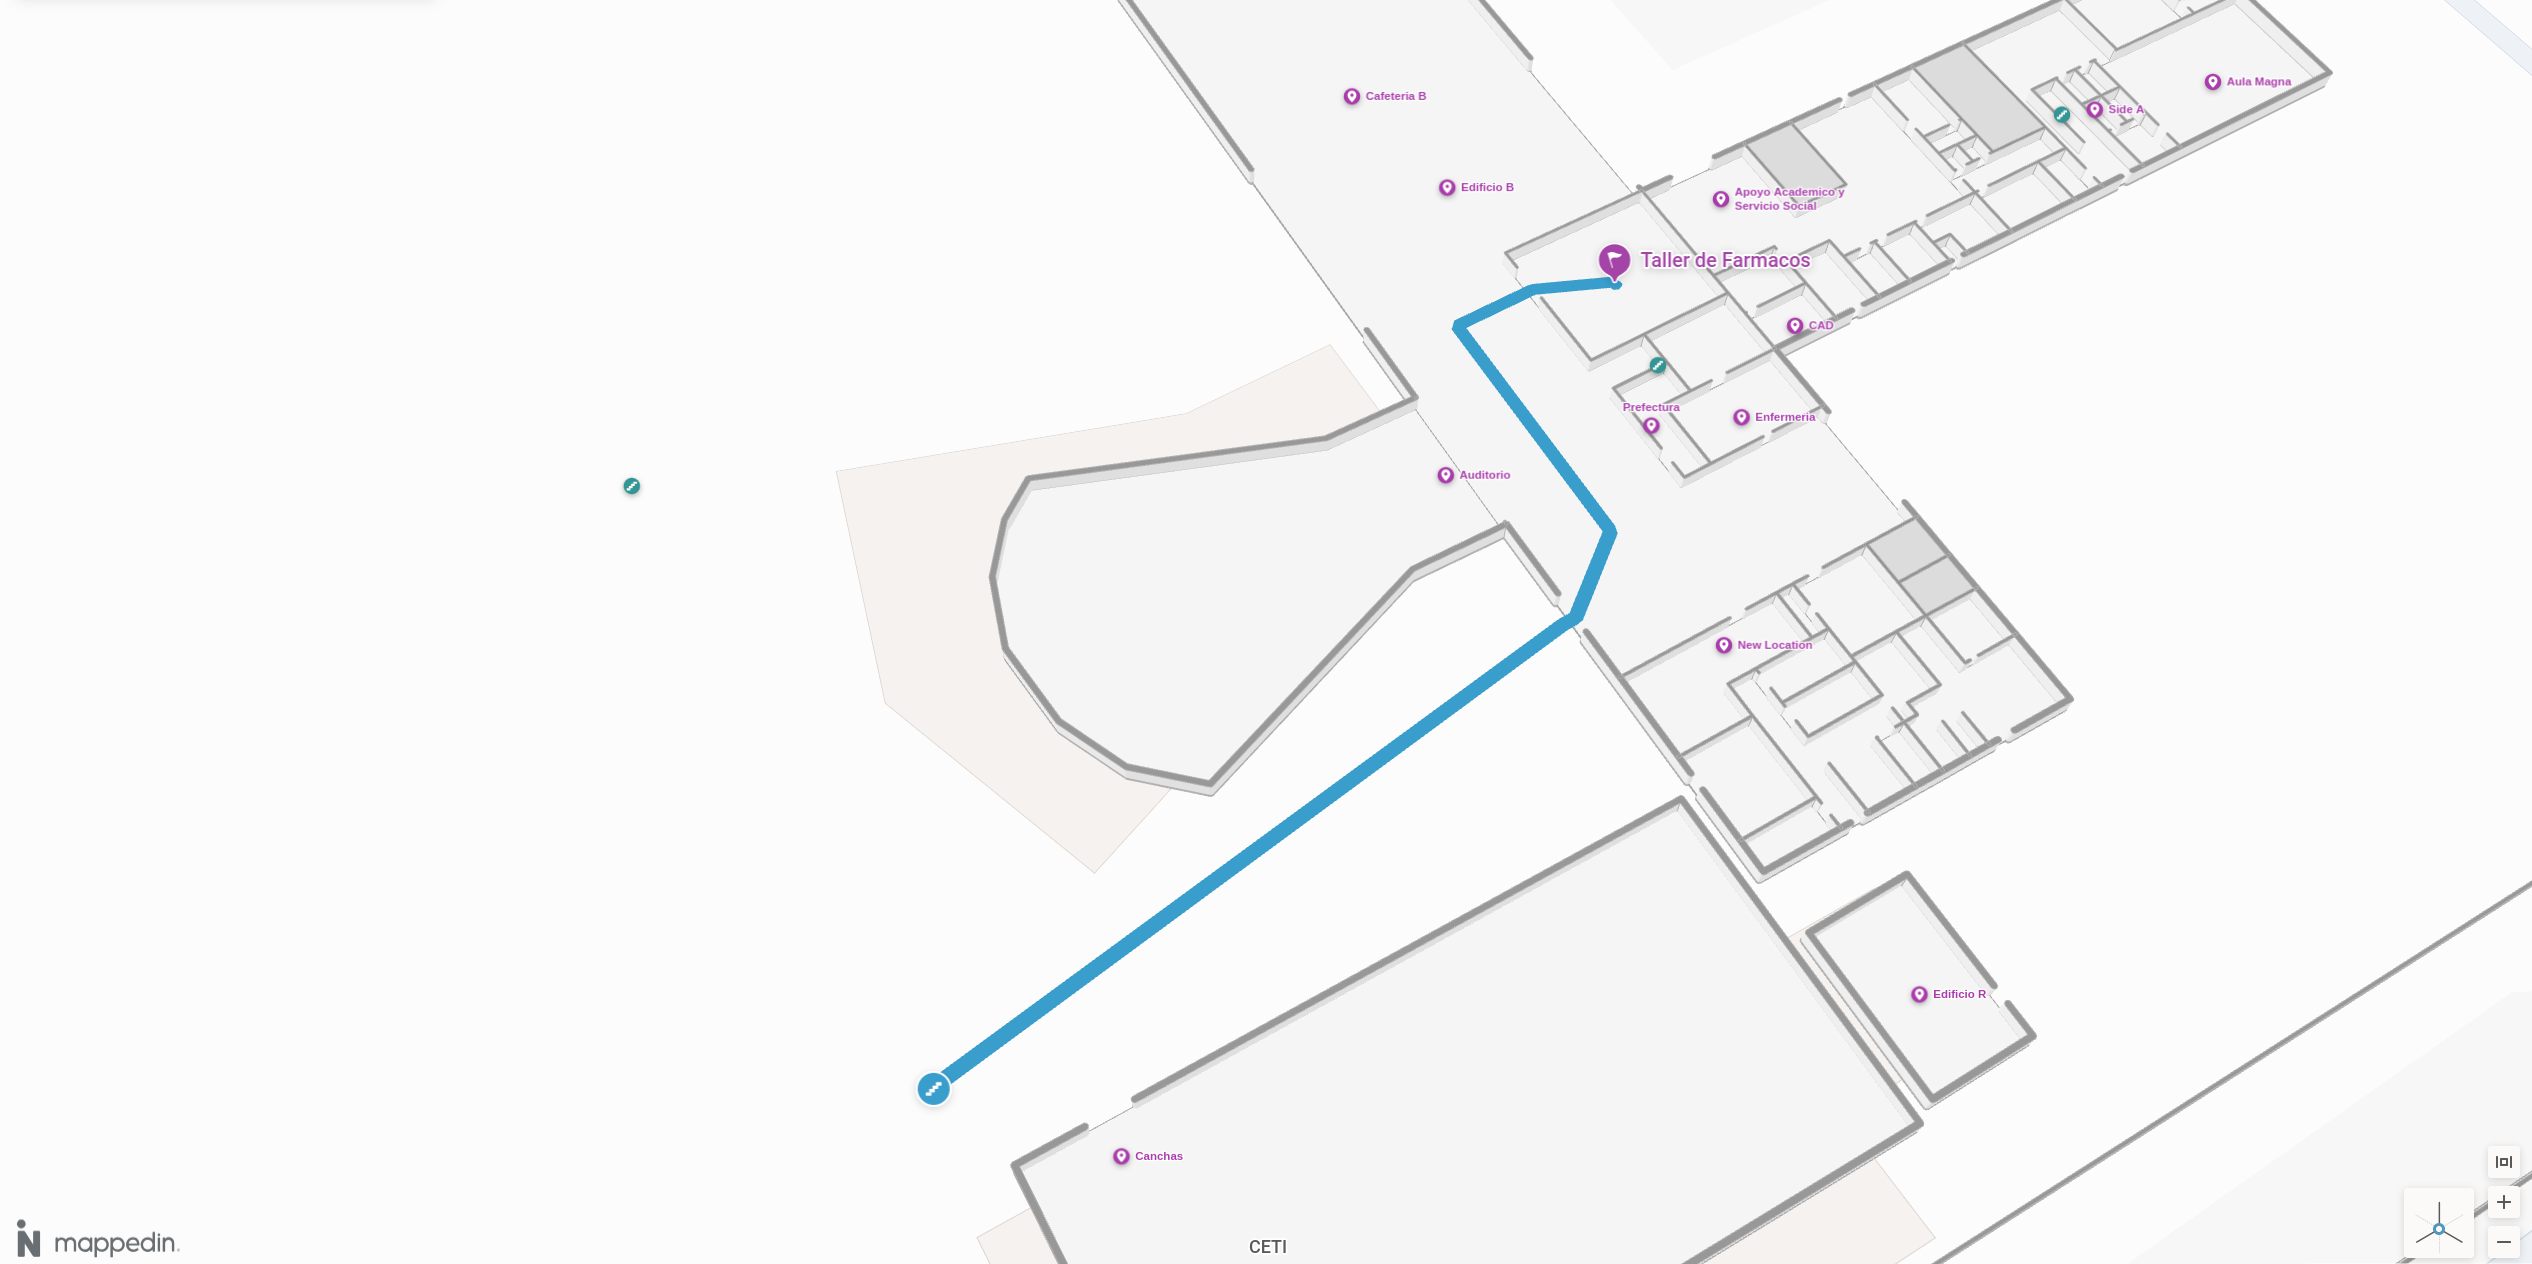 Cafeteria B
Aula Magna
Side A
Edificio B
Apoyo Academico y
Servicio Social
Taller de Farmacos
CAD
Prefectura
Enfermeria
Auditorio
New Location
Edificio R
Canchas
CETI
mappedin.